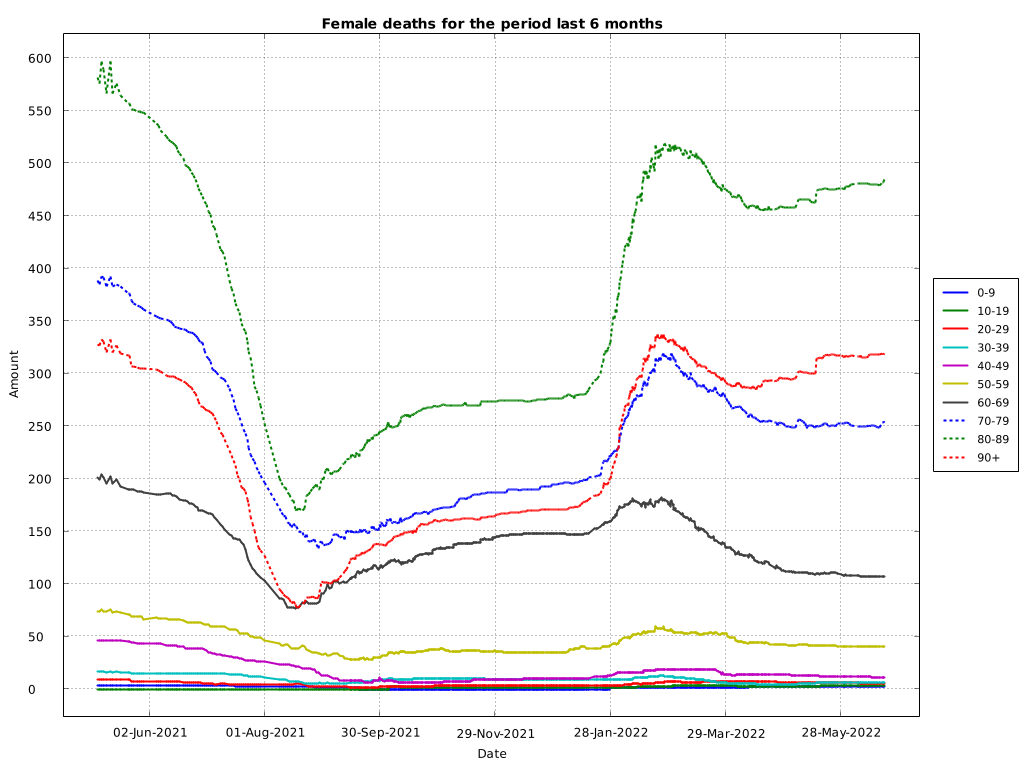 Female deaths for the period last 6 months
600
550
500
450
400
350
300
250
200
150
100
50
0
Amount
02-Jun-2021
01-Aug-2021
30-Sep-2021
29-Nov-2021
28-Jan-2022
29-Mar-2022
28-May-2022
Date
0-9
10-19
20-29
30-39
40-49
50-59
60-69
70-79
80-89
90+